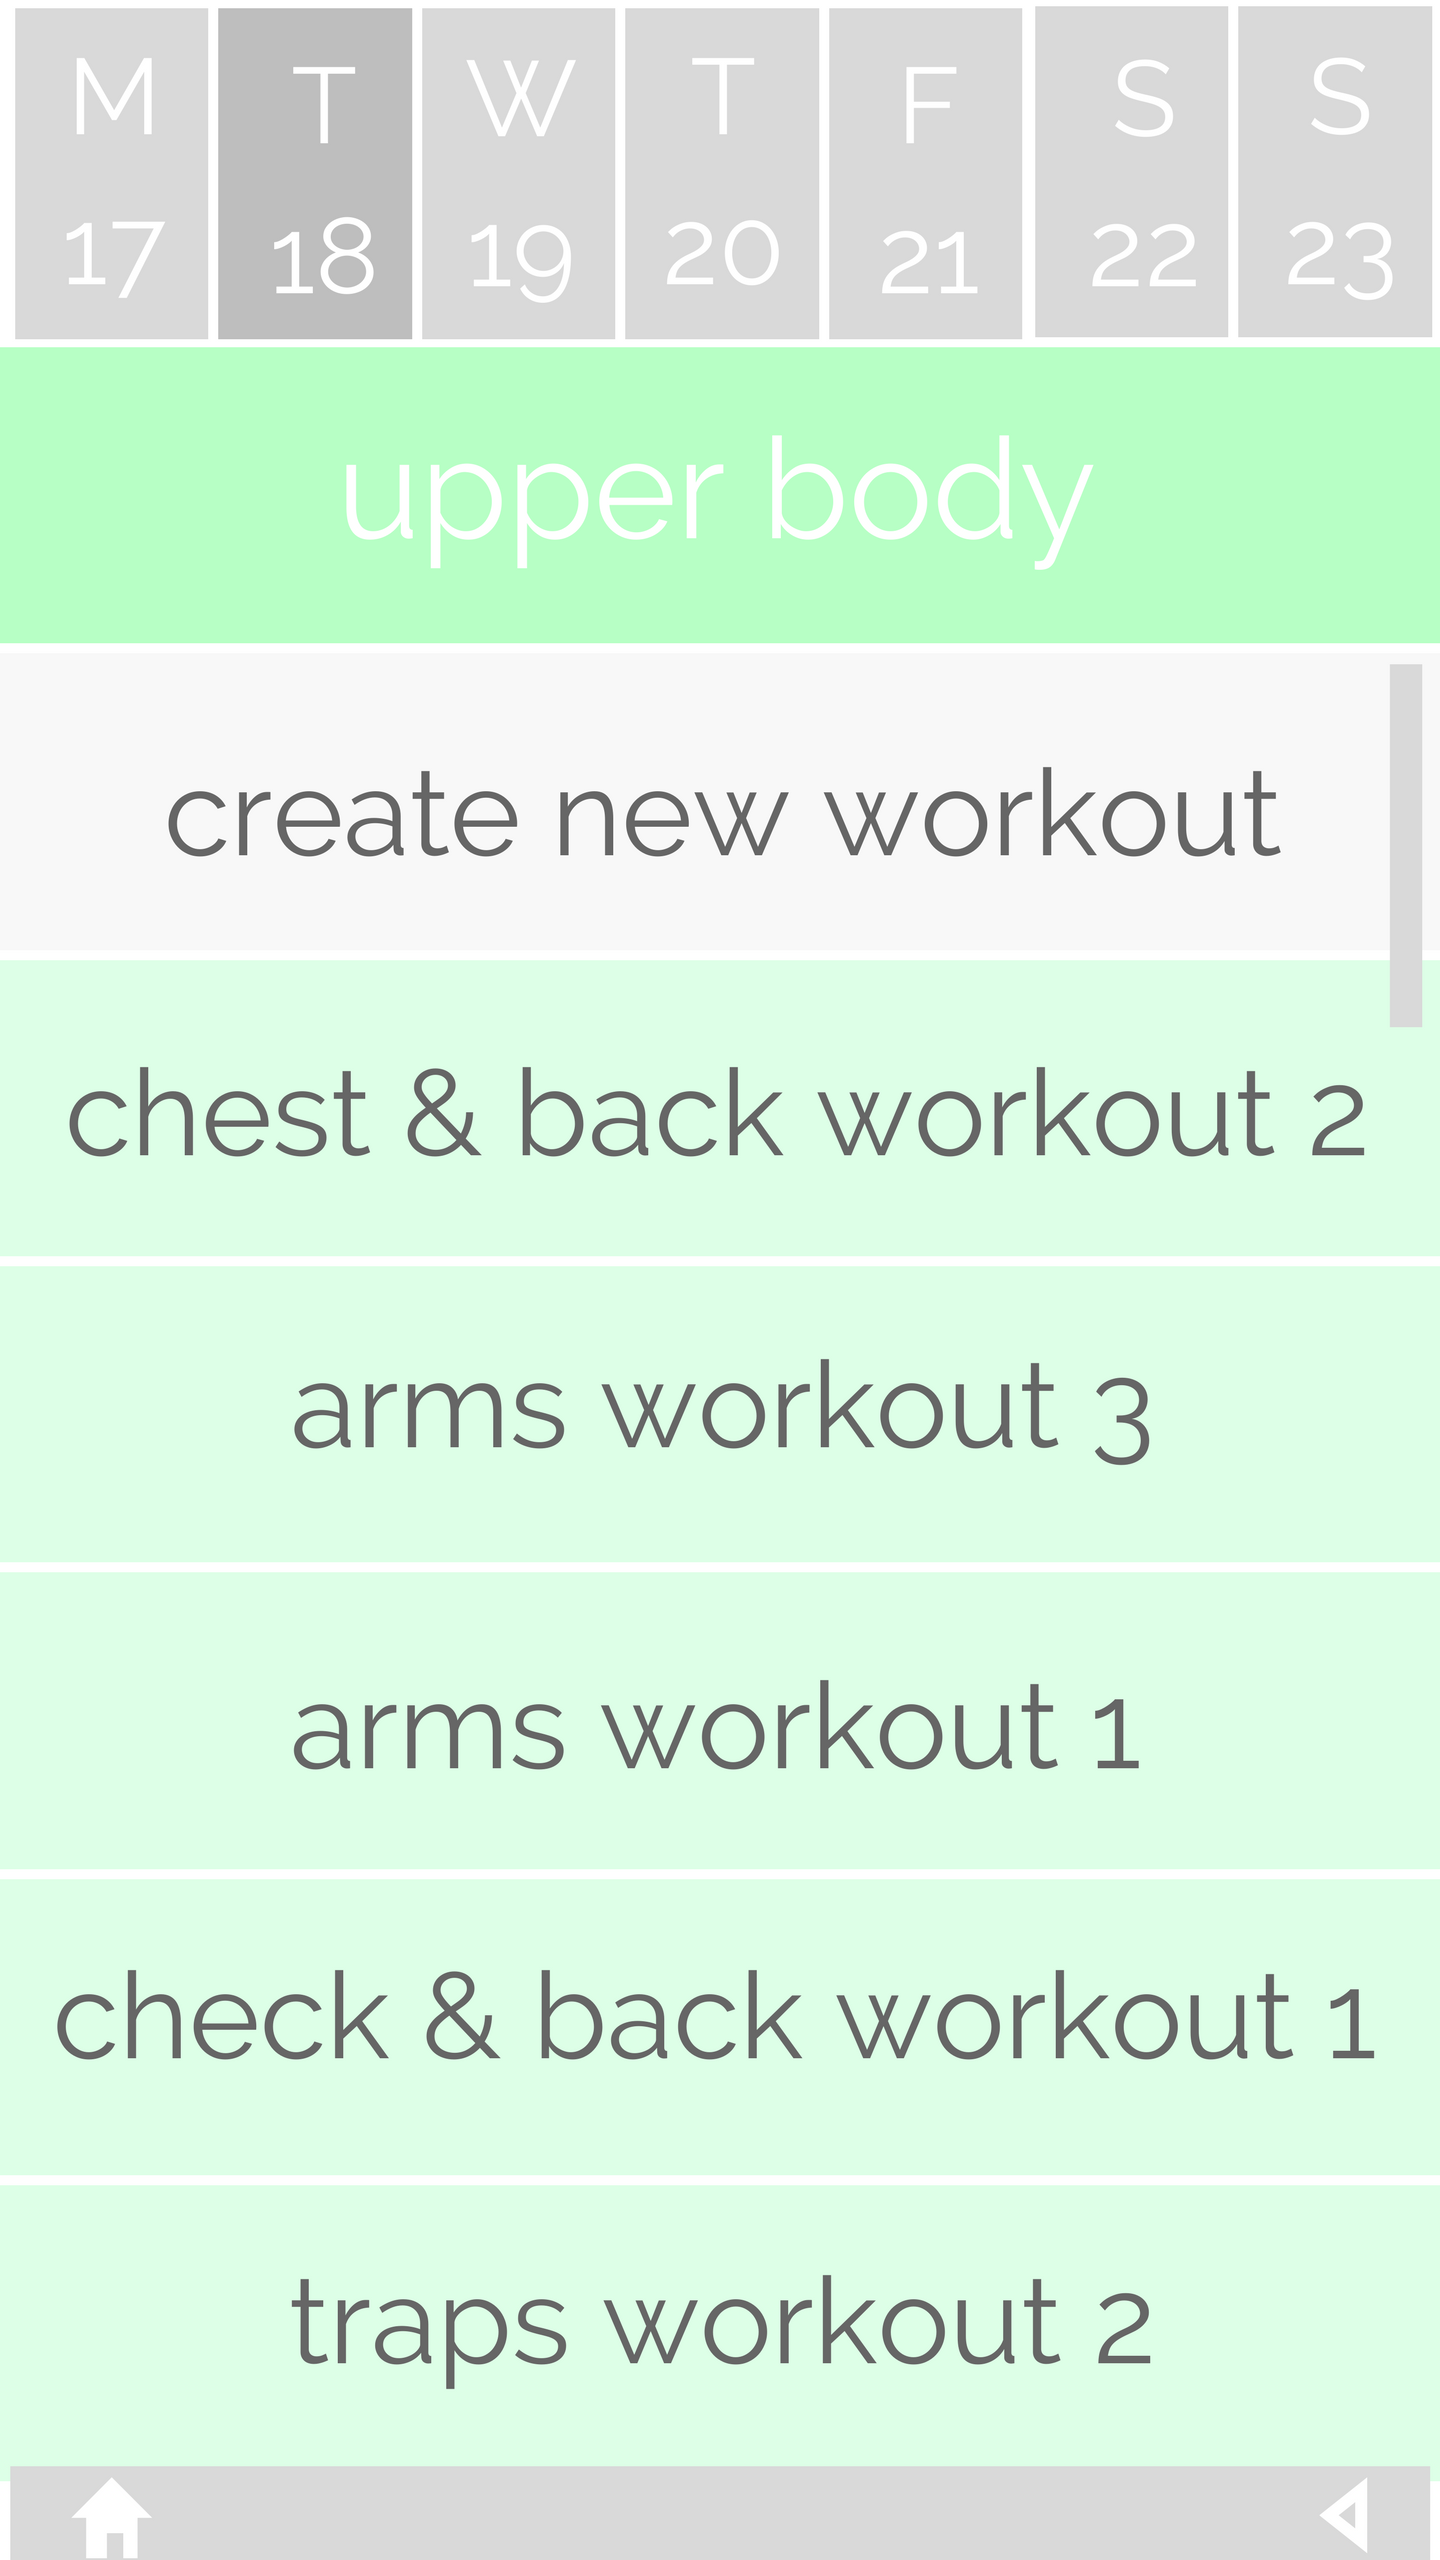 M T W T F S S
17 18 19 20 21 22 23
upper body
create new workout
chest & back workout 2
arms workout 3
arms workout 1
check & back workout 1
traps workout 2